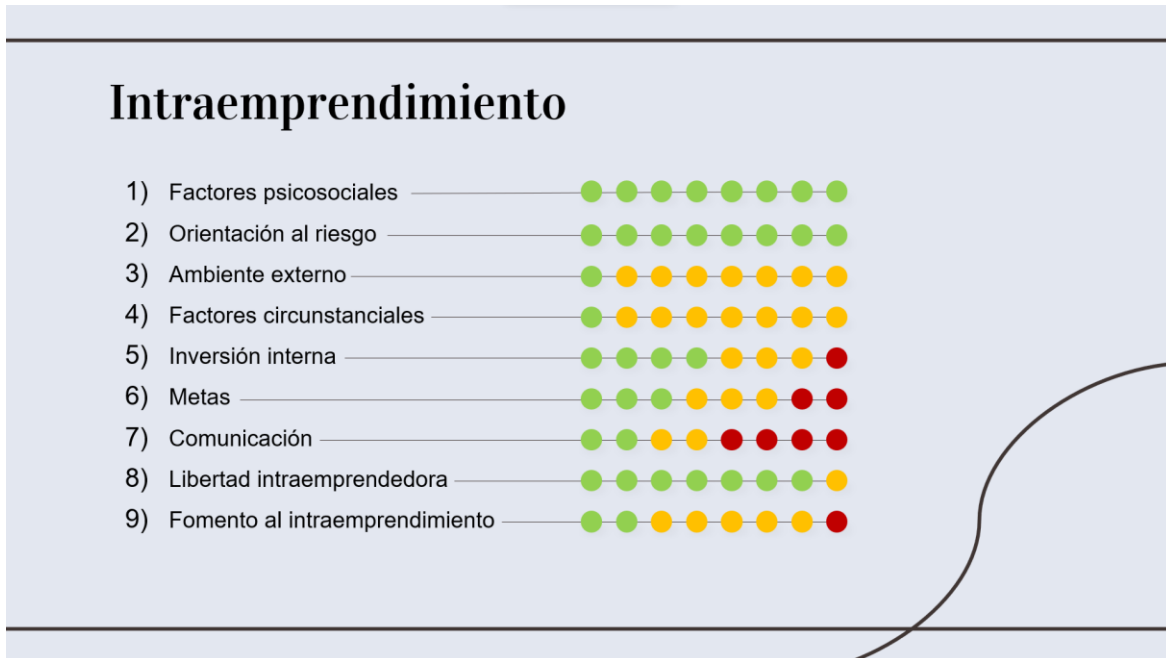 Intraemprendimiento
1) Factores psicosociales
2) Orientación al riesgo
3) Ambiente externo
4) Factores circunstanciales
5) Inversión interna
6) Metas
7) Comunicación
8) Libertad intraemprendedora
9) Fomento al intraemprendimiento